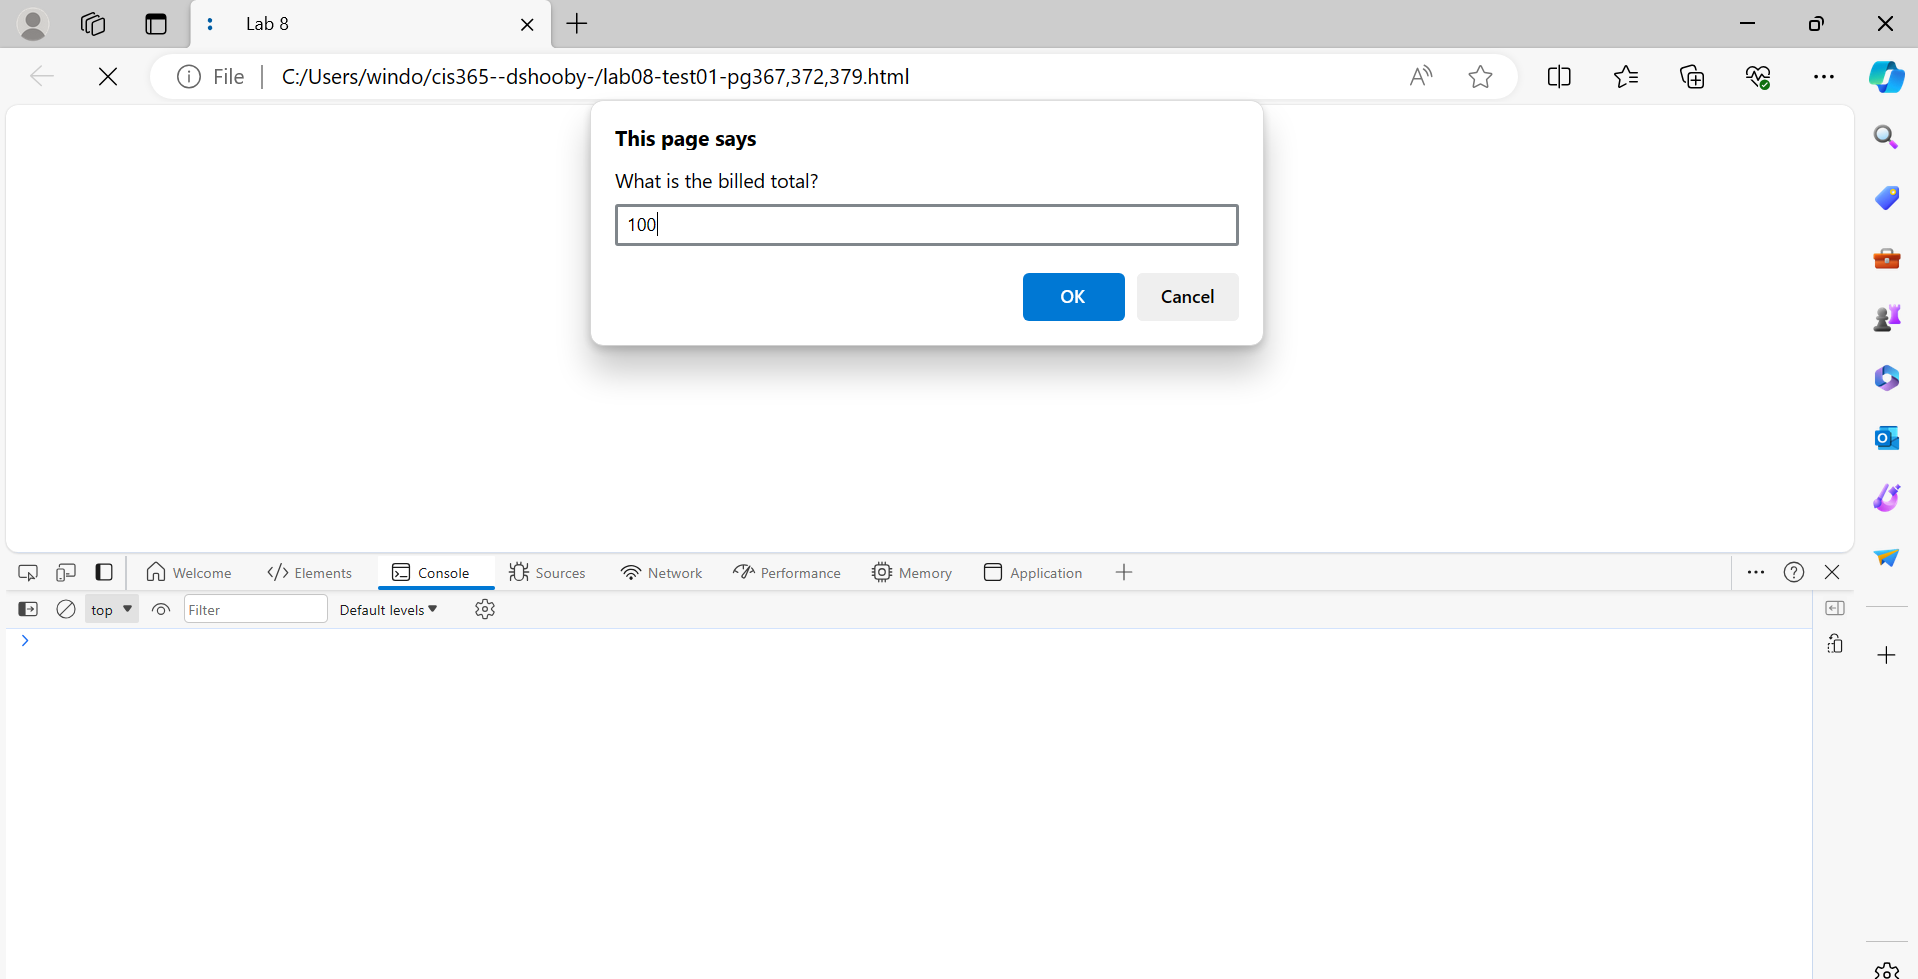 Lab 8
File C:/Users/windo/cis365--dshooby-/lab08-test01-pg367,372,379.html
This page says
What is the billed total?
100
OK Cancel
Welcome Elements Console Sources Network Performance Memory Application
top Filter Default levels